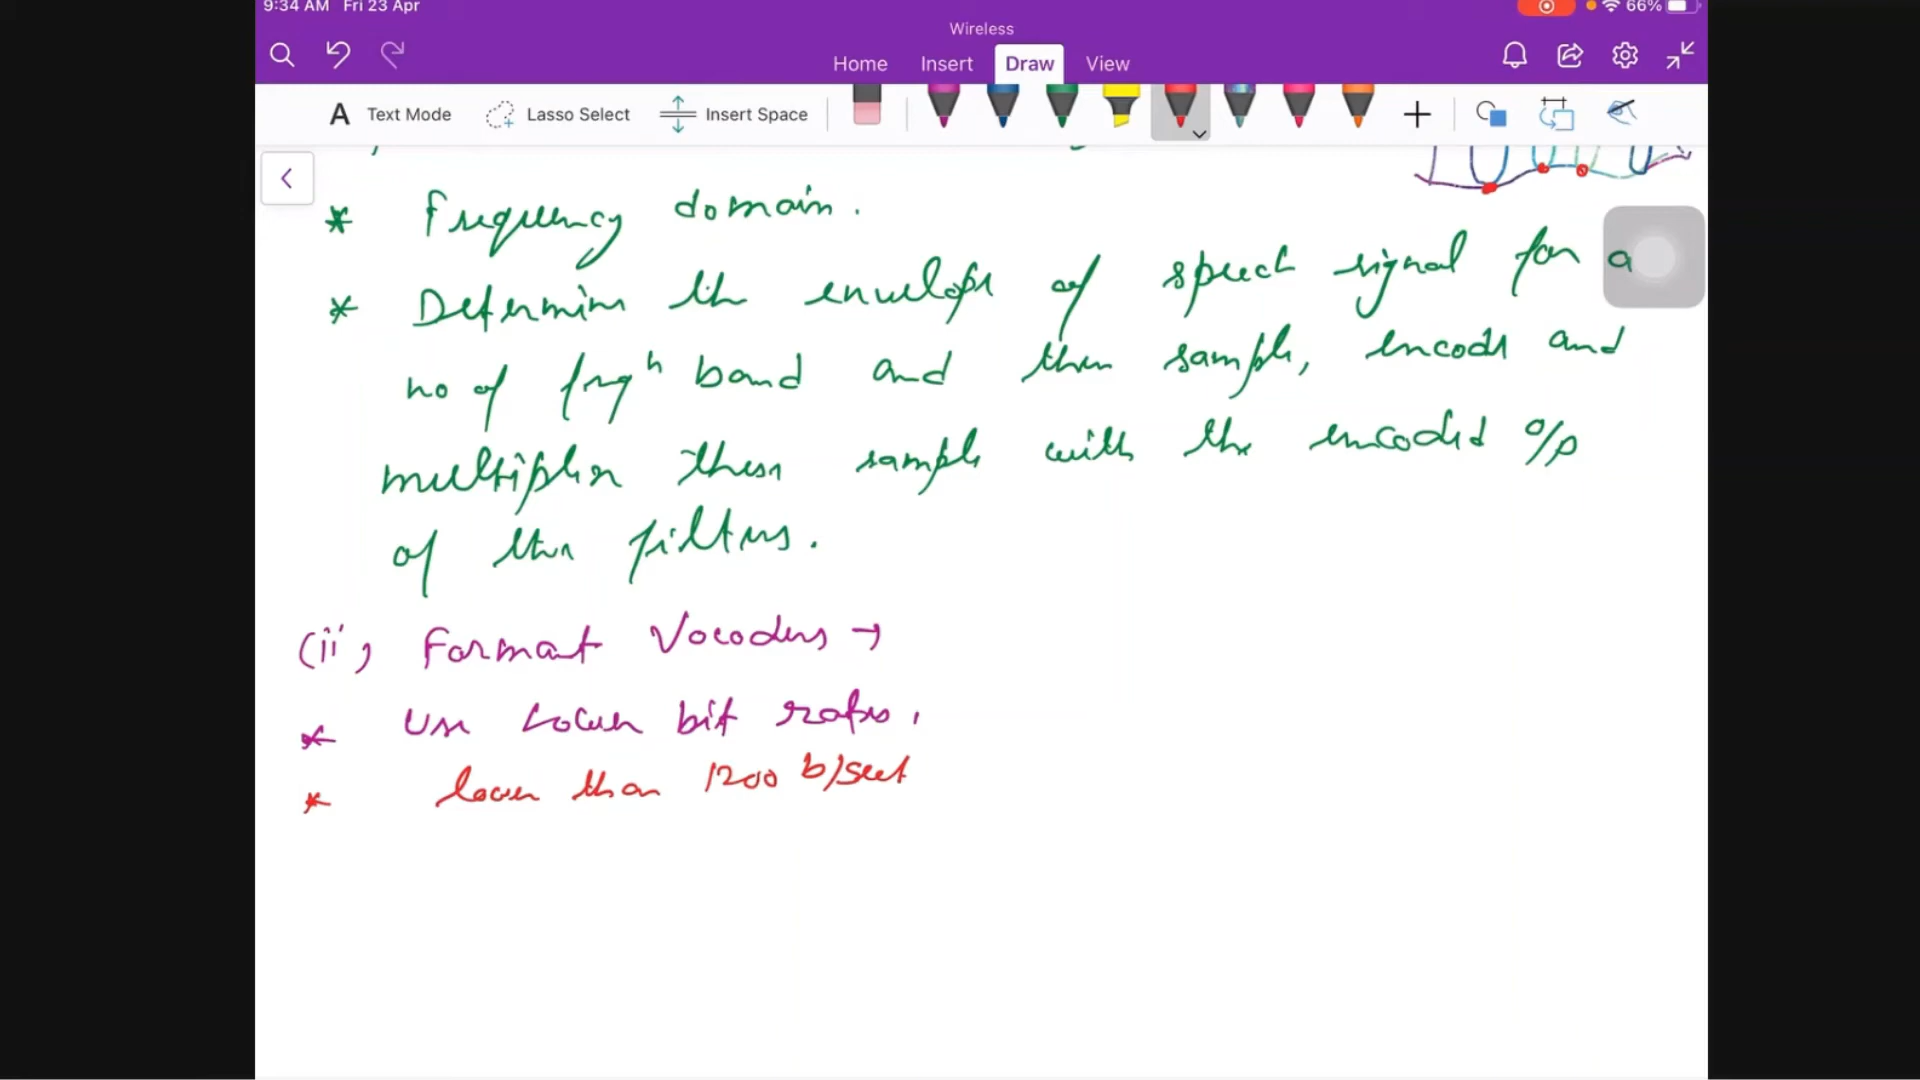 9:34 AM Fri 23 Apr
66%
Wireless
Home Insert Draw View
A Text Mode Lasso Select Insert Space
* Frequency domain.
* Determine the envelope of speech signal for a
no of freqn band and then sample, encode and
multiplex these sample with the encoded o/p
of the filters.
(ii) Formant Vocoders →
* Use Lower bit rates,
* lower than 1200 b/sec